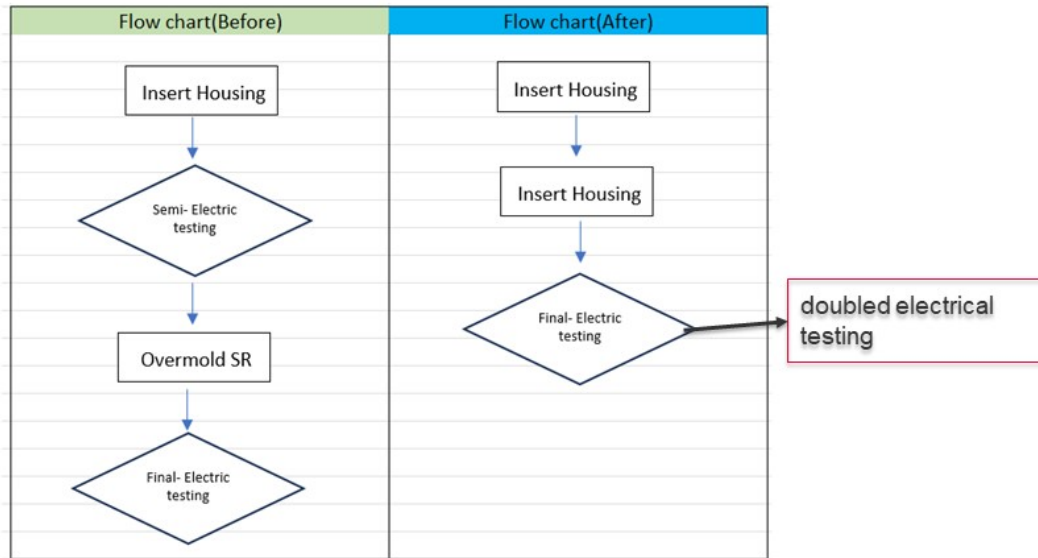 Flow chart(Before)
Insert Housing
Semi- Electric
testing
Overmold SR
Final- Electric
testing
Flow chart(After)
Insert Housing
Insert Housing
Final- Electric
testing
doubled electrical
testing